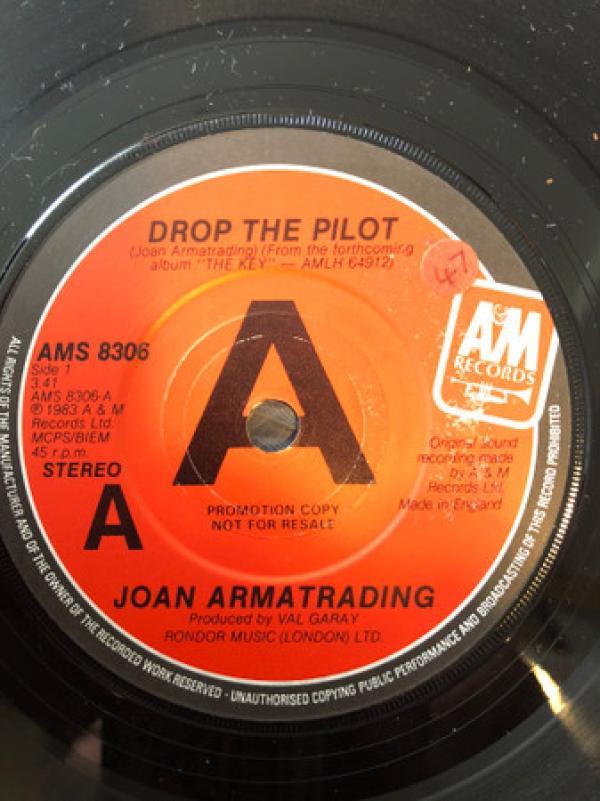 DROP THE PILOT
(Joan Armatrading) (From the forthcoming
album "THE KEY" — AMLH 64912)
47
A
A&M
RECORDS
AMS 8306
Side 1
3.41
AMS 8306-A
℗ 1983 A & M
Records Ltd.
MCPS/BIEM
45 r.p.m.
STEREO
A
Original sound
recording made
by A & M
Records Ltd.
Made in England
PROMOTION COPY
NOT FOR RESALE
JOAN ARMATRADING
Produced by VAL GARAY
RONDOR MUSIC (LONDON) LTD.
ALL RIGHTS OF THE MANUFACTURER AND OF THE OWNER OF THE RECORDED WORK RESERVED - UNAUTHORISED COPYING PUBLIC PERFORMANCE AND BROADCASTING OF THIS RECORD PROHIBITED